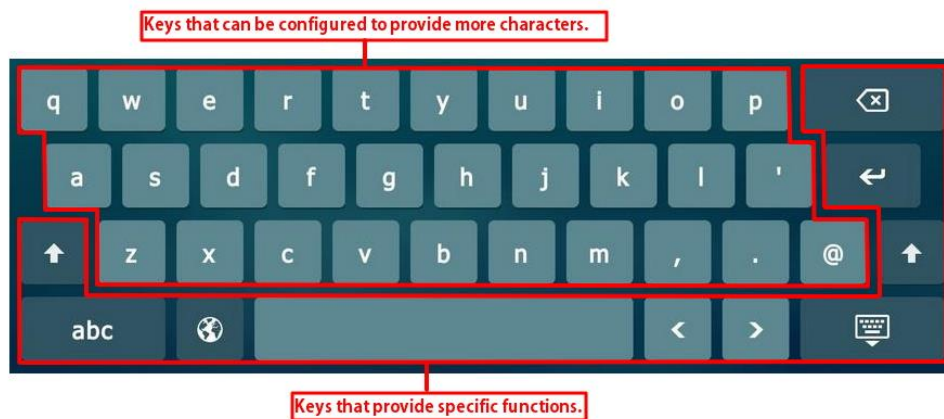 Keys that can be configured to provide more characters.
q w e r t y u i o p
a s d f g h j k l '
z x c v b n m , . @
abc < >
Keys that provide specific functions.